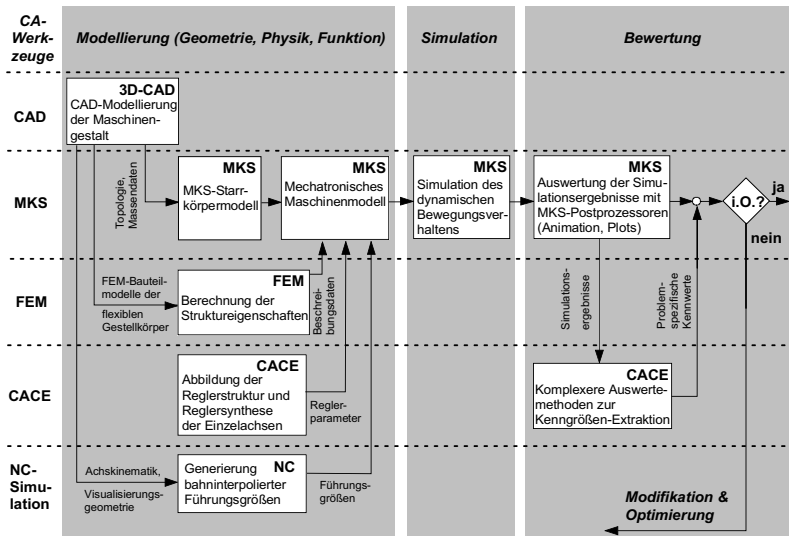 CA-
Werk-
zeuge
Modellierung (Geometrie, Physik, Funktion)
Simulation
Bewertung
CAD
3D-CAD
CAD-Modellierung
der Maschinen-
gestalt
Topologie,
Massendaten
MKS
MKS
MKS-Starr-
körpermodell
MKS
Mechatronisches
Maschinenmodell
MKS
Simulation des
dynamischen
Bewegungsver-
haltens
MKS
Auswertung der Simu-
lationsergebnisse mit
MKS-Postprozessoren
(Animation, Plots)
i.O.?
ja
nein
FEM
FEM-Bauteil-
modelle der
flexiblen
Gestellkörper
FEM
Berechnung der
Struktureigenschaften
Beschrei-
bungsdaten
Simulations-
ergebnisse
Problem-
spezifische
Kennwerte
CACE
CACE
Abbildung der
Reglerstruktur und
Reglersynthese
der Einzelachsen
Regler-
parameter
CACE
Komplexere Auswerte-
methoden zur
Kenngrößen-Extraktion
NC-
Simu-
lation
Achskinematik,
Visualisierungs-
geometrie
NC
Generierung
bahninterpolierter
Führungsgrößen
Führungs-
größen
Modifikation &
Optimierung